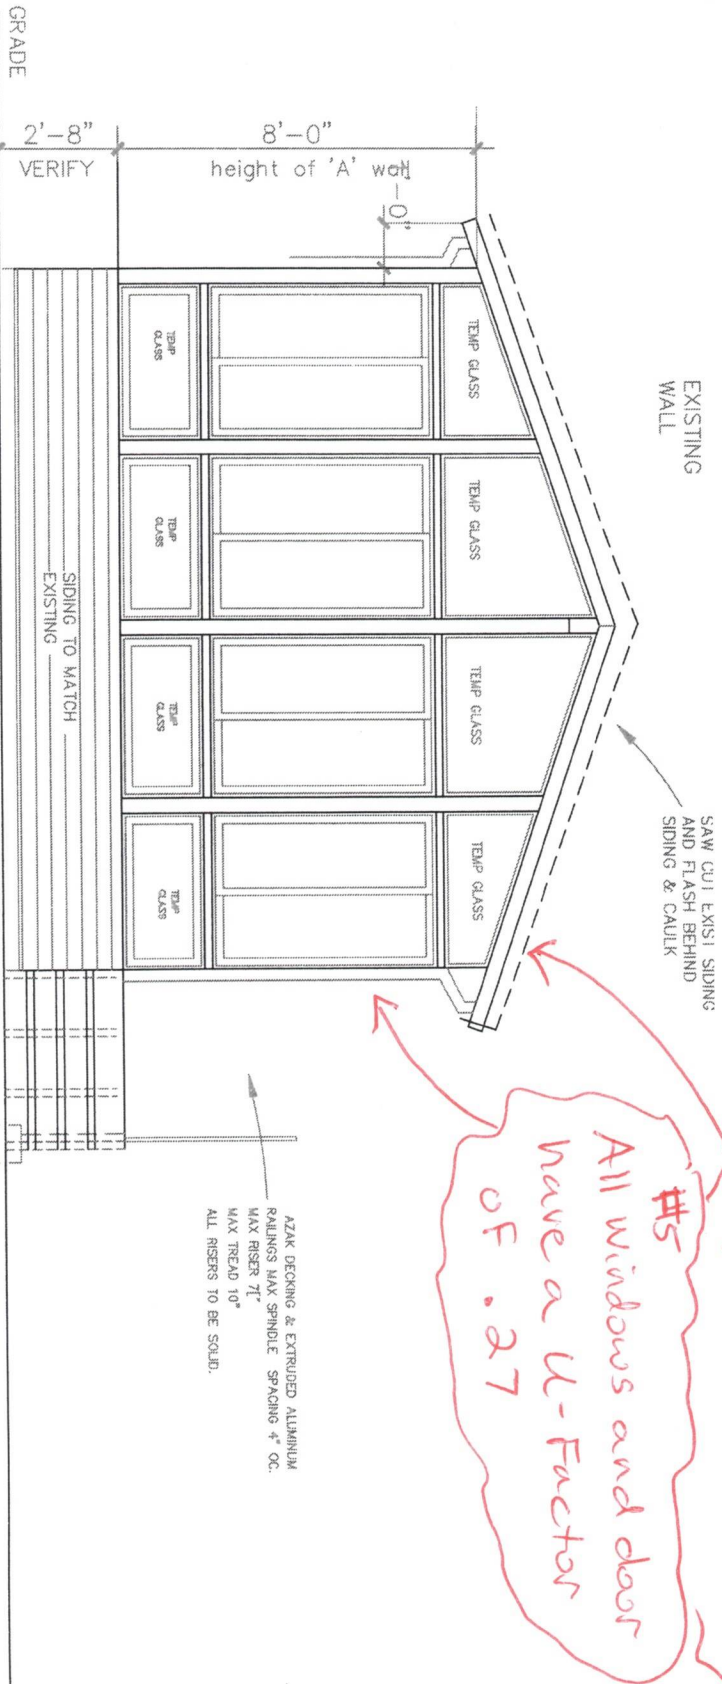 GRADE
2'-8"
VERIFY
8'-0"
height of 'A' wall
-0"
EXISTING
WALL
SAW CUT EXIST SIDING
AND FLASH BEHIND
SIDING & CAULK
TEMP GLASS
TEMP GLASS
TEMP GLASS
TEMP GLASS
TEMP
GLASS
TEMP
GLASS
TEMP
GLASS
TEMP
GLASS
SIDING TO MATCH
EXISTING
#5
All windows and door
have a U-Factor
of .27
AZAK DECKING & EXTRUDED ALUMINUM
RAILINGS MAX SPINDLE SPACING 4" OC.
MAX RISER
MAX TREAD 10"
ALL RISERS TO BE SOLID.